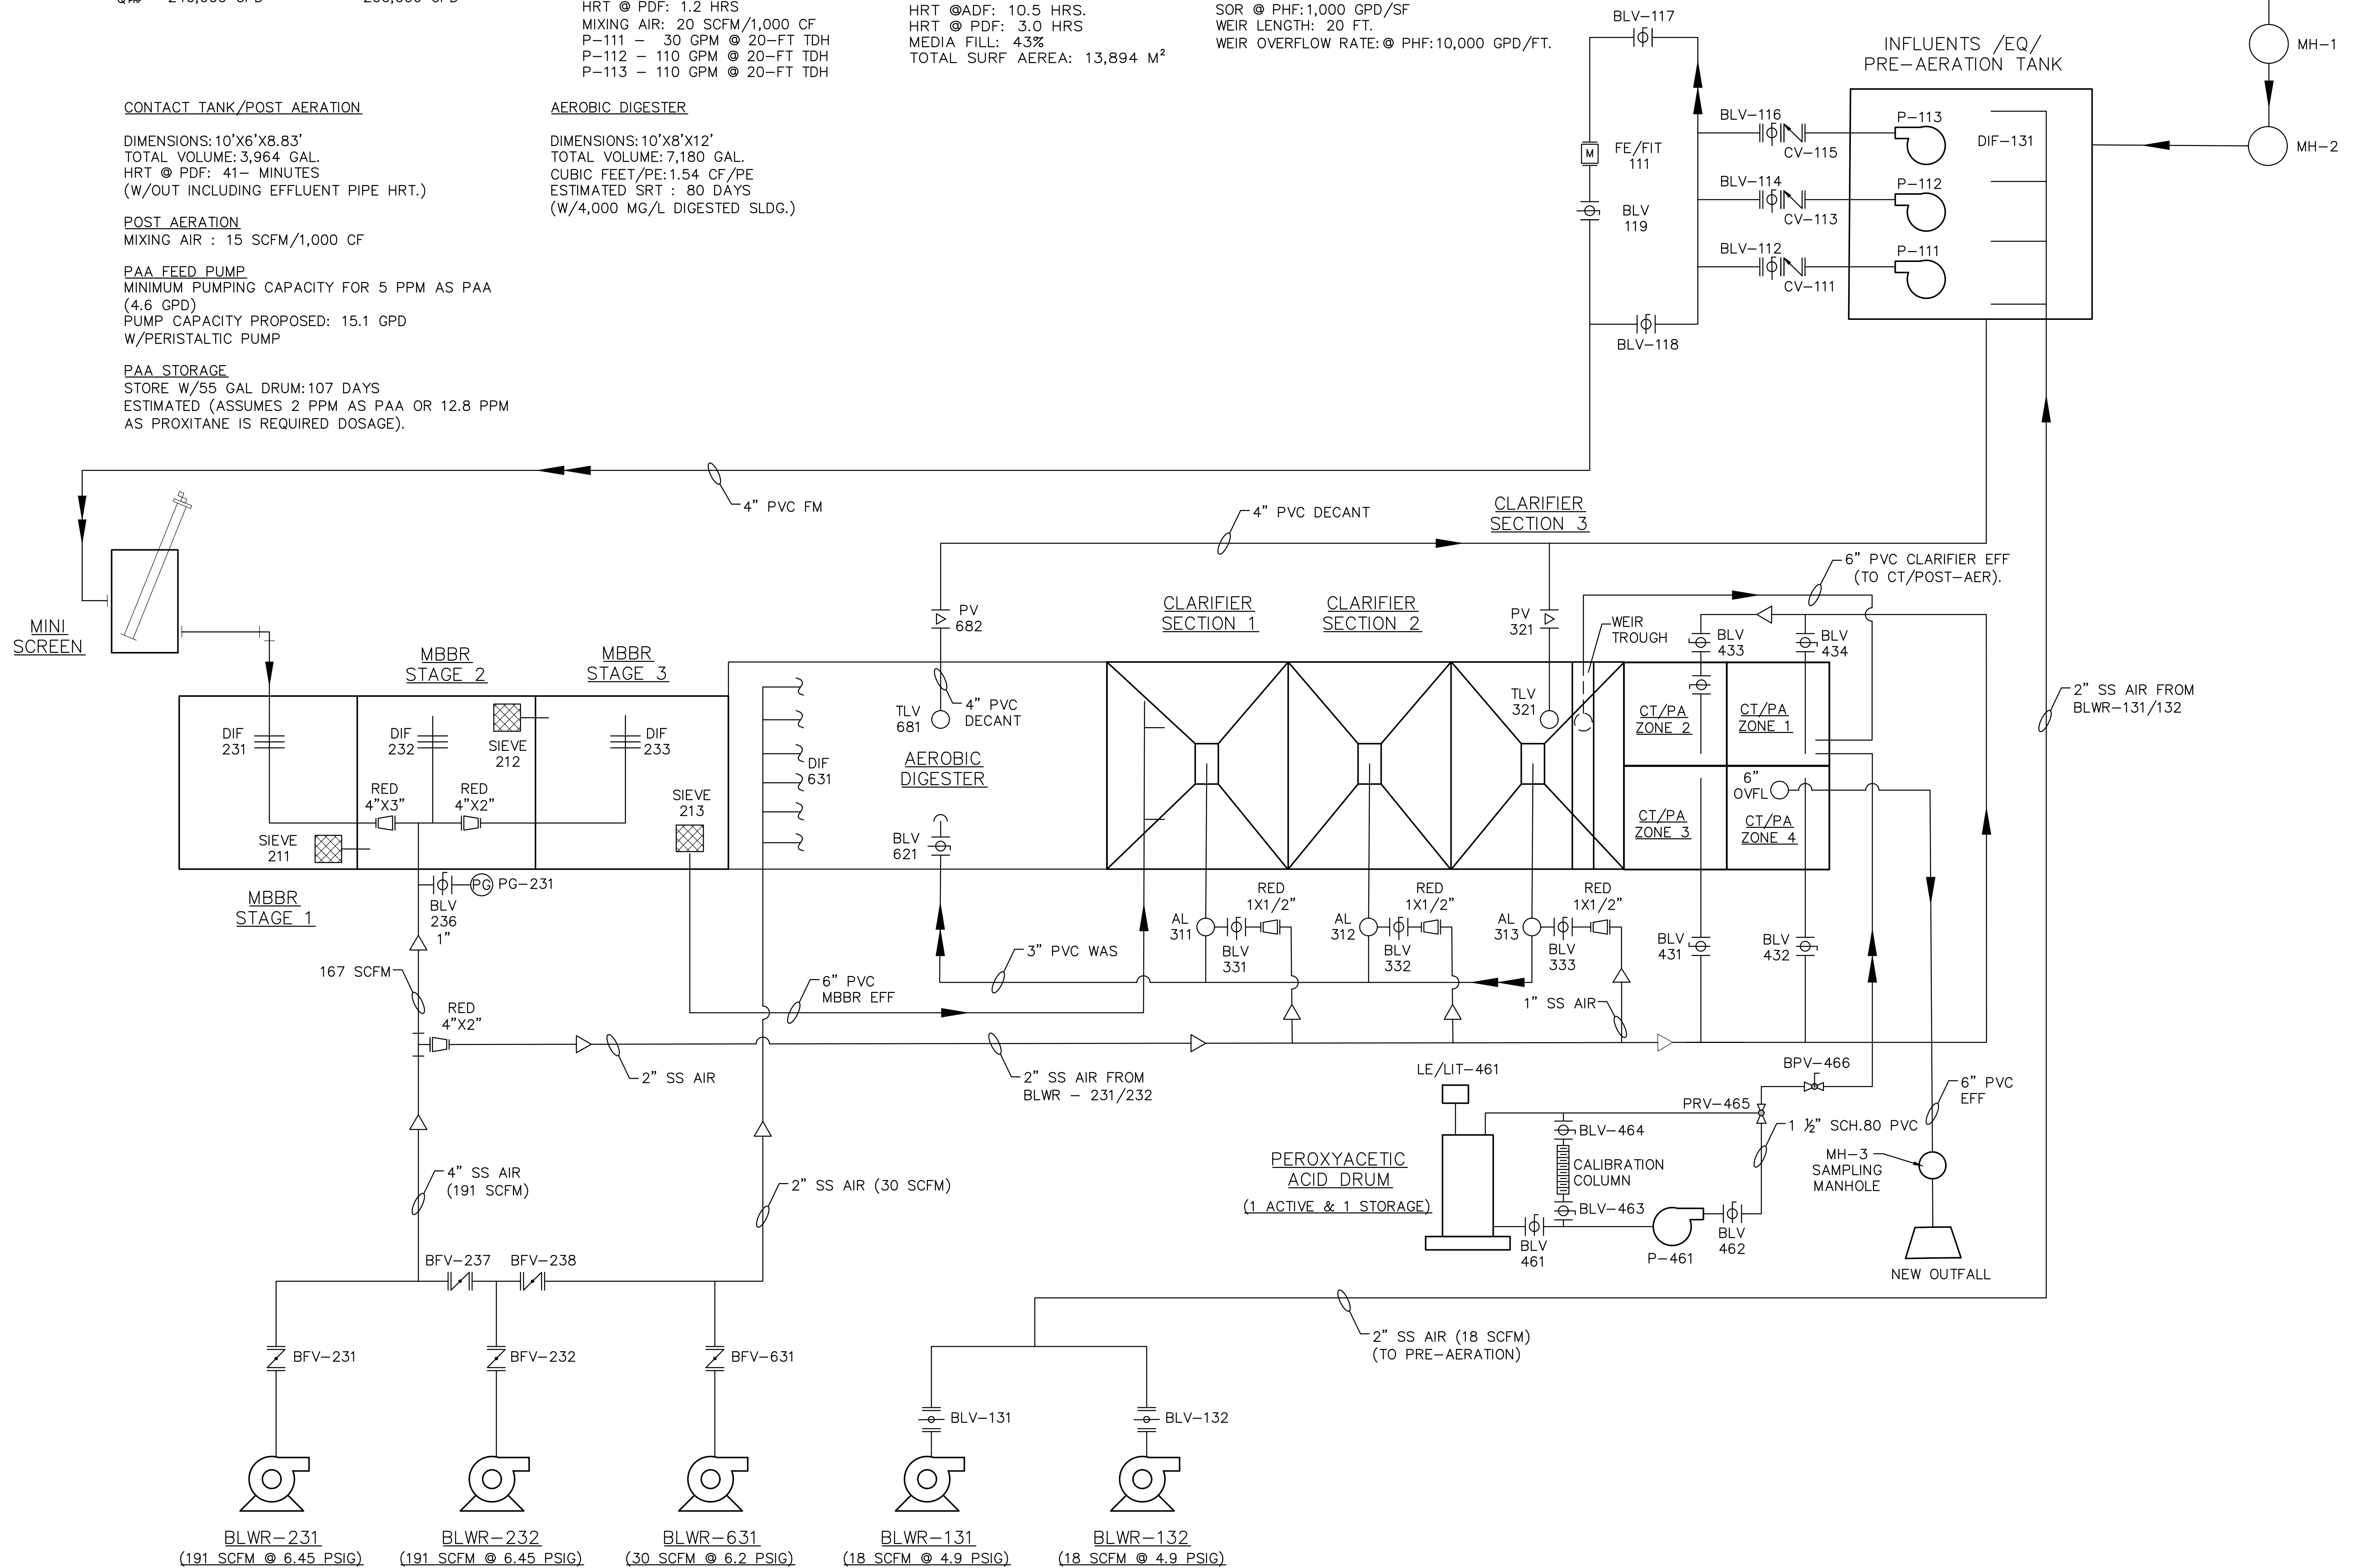 HRT @ PDF: 1.2 HRS
MIXING AIR: 20 SCFM/1,000 CF
P-111 - 30 GPM @ 20-FT TDH
P-112 - 110 GPM @ 20-FT TDH
P-113 - 110 GPM @ 20-FT TDH
HRT @ADF: 10.5 HRS.
HRT @ PDF: 3.0 HRS
MEDIA FILL: 43%
TOTAL SURF AEREA: 13,894 M²
SOR @ PHF: 1,000 GPD/SF
WEIR LENGTH: 20 FT.
WEIR OVERFLOW RATE: @ PHF: 10,000 GPD/FT.
CONTACT TANK/POST AERATION
DIMENSIONS: 10'X6'X8.83'
TOTAL VOLUME: 3,964 GAL.
HRT @ PDF: 41- MINUTES
(W/OUT INCLUDING EFFLUENT PIPE HRT.)
POST AERATION
MIXING AIR : 15 SCFM/1,000 CF
PAA FEED PUMP
MINIMUM PUMPING CAPACITY FOR 5 PPM AS PAA
(4.6 GPD)
PUMP CAPACITY PROPOSED: 15.1 GPD
W/PERISTALTIC PUMP
PAA STORAGE
STORE W/55 GAL DRUM: 107 DAYS
ESTIMATED (ASSUMES 2 PPM AS PAA OR 12.8 PPM
AS PROXITANE IS REQUIRED DOSAGE).
AEROBIC DIGESTER
DIMENSIONS: 10'X8'X12'
TOTAL VOLUME: 7,180 GAL.
CUBIC FEET/PE: 1.54 CF/PE
ESTIMATED SRT : 80 DAYS
(W/4,000 MG/L DIGESTED SLDG.)
BLV-117
M
FE/FIT
111
BLV
119
BLV-118
BLV-116
CV-115
BLV-114
CV-113
BLV-112
CV-111
INFLUENTS /EQ/
PRE-AERATION TANK
P-113
P-112
P-111
DIF-131
MH-1
MH-2
4" PVC FM
4" PVC DECANT
CLARIFIER
SECTION 3
6" PVC CLARIFIER EFF
(TO CT/POST-AER).
MINI
SCREEN
MBBR
STAGE 2
MBBR
STAGE 3
PV
682
CLARIFIER
SECTION 1
CLARIFIER
SECTION 2
PV
321
WEIR
TROUGH
BLV
433
BLV
434
2" SS AIR FROM
BLWR-131/132
DIF
231
DIF
232
SIEVE
212
DIF
233
RED
4"X3"
RED
4"X2"
SIEVE
211
SIEVE
213
DIF
631
TLV
681
4" PVC
DECANT
AEROBIC
DIGESTER
BLV
621
TLV
321
CT/PA
ZONE 2
CT/PA
ZONE 1
6"
OVFL
CT/PA
ZONE 3
CT/PA
ZONE 4
MBBR
STAGE 1
PG
PG-231
BLV
236
1"
167 SCFM
RED
4"X2"
3" PVC WAS
6" PVC
MBBR EFF
AL
311
BLV
331
RED
1X1/2"
AL
312
BLV
332
RED
1X1/2"
AL
313
BLV
333
RED
1X1/2"
BLV
431
BLV
432
1" SS AIR
2" SS AIR
2" SS AIR FROM
BLWR - 231/232
LE/LIT-461
BPV-466
PRV-465
6" PVC
EFF
BLV-464
1 ½" SCH.80 PVC
PEROXYACETIC
ACID DRUM
(1 ACTIVE & 1 STORAGE)
CALIBRATION
COLUMN
BLV-463
BLV
461
P-461
BLV
462
MH-3
SAMPLING
MANHOLE
NEW OUTFALL
4" SS AIR
(191 SCFM)
2" SS AIR (30 SCFM)
BFV-237
BFV-238
2" SS AIR (18 SCFM)
(TO PRE-AERATION)
BFV-231
BFV-232
BFV-631
BLV-131
BLV-132
BLWR-231
(191 SCFM @ 6.45 PSIG)
BLWR-232
(191 SCFM @ 6.45 PSIG)
BLWR-631
(30 SCFM @ 6.2 PSIG)
BLWR-131
(18 SCFM @ 4.9 PSIG)
BLWR-132
(18 SCFM @ 4.9 PSIG)